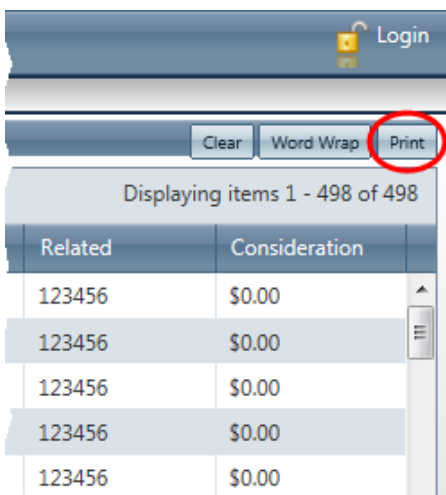 Login
Clear Word Wrap Print
Displaying items 1 - 498 of 498
Related Consideration
123456 $0.00
123456 $0.00
123456 $0.00
123456 $0.00
123456 $0.00